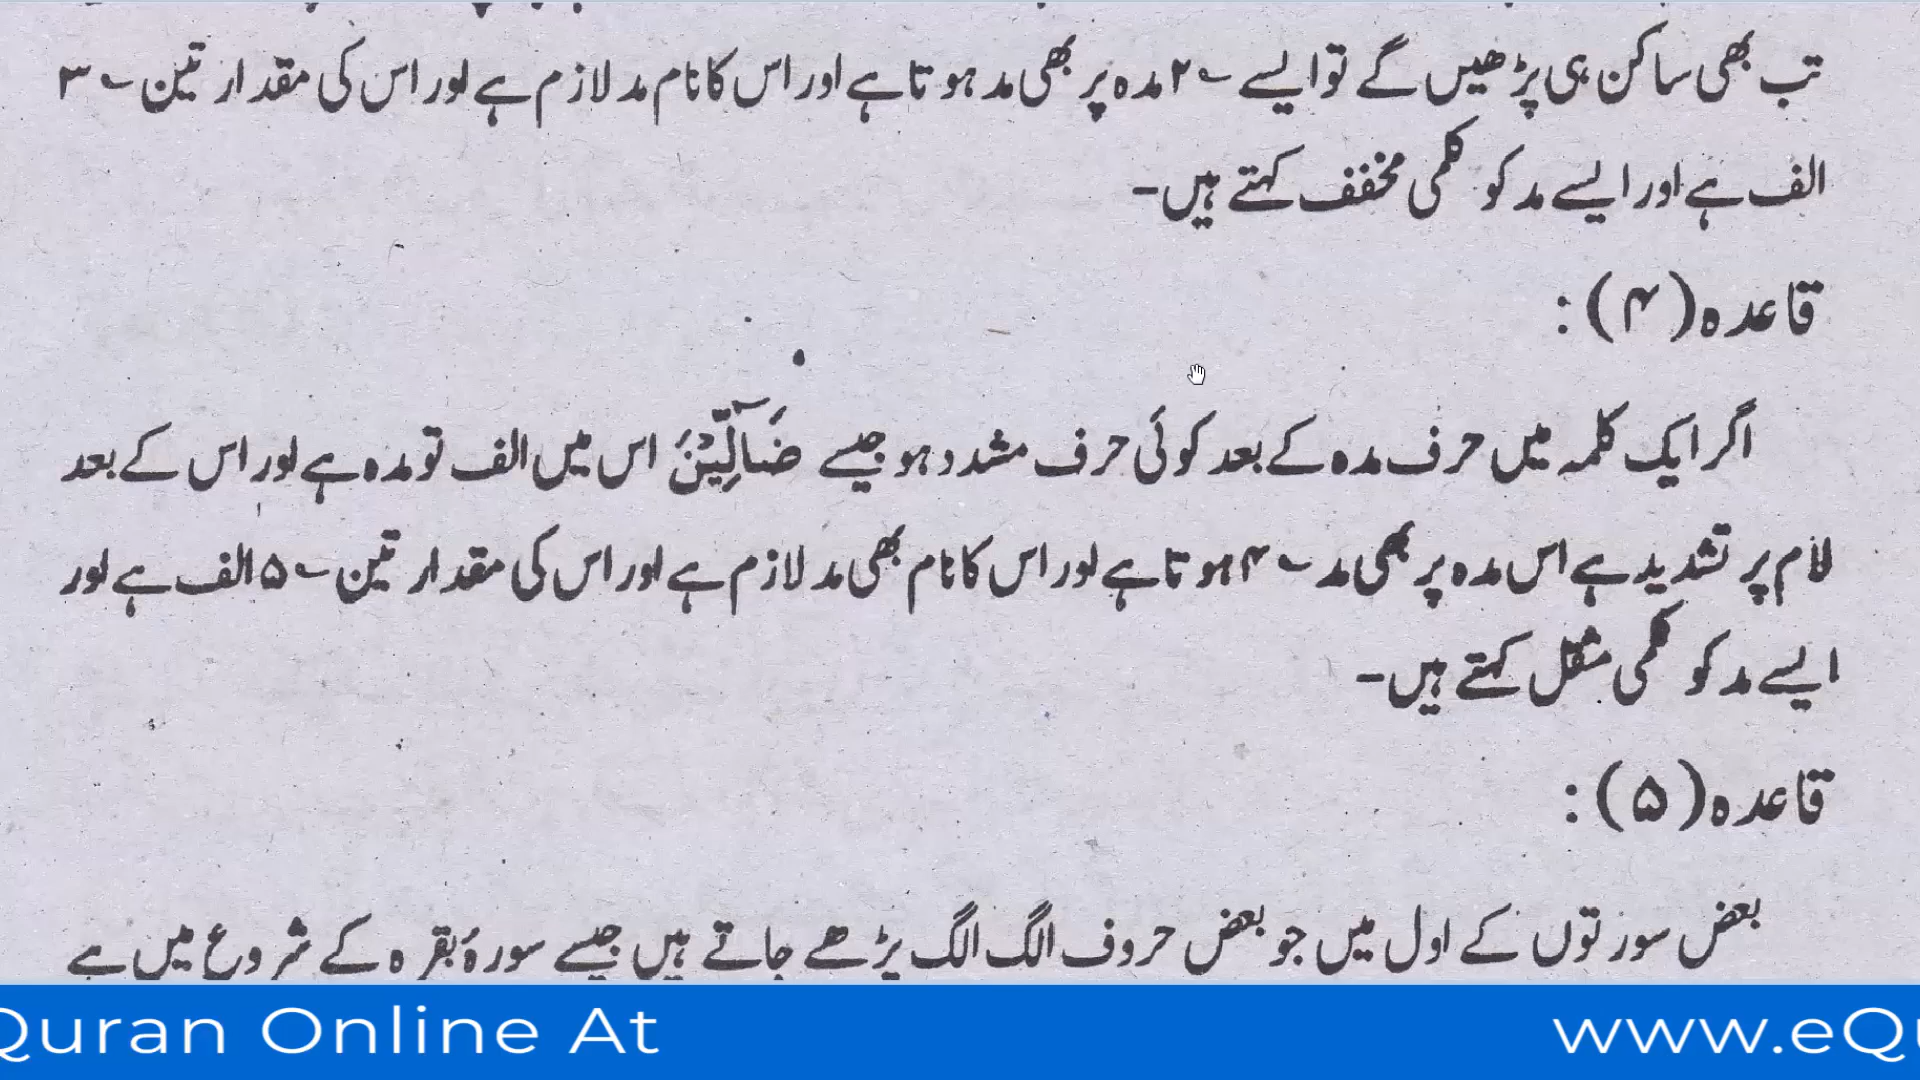 تب بھی ساکن ہی پڑھیں گے تو ایسے ؂۲ مدہ پر بھی مد ہوتا ہے اور اس کا نام مد لازم ہے اور اس کی مقدار تین ؂۳
الف ہے اور ایسے مد کو کلمی مخفف کہتے ہیں۔
قاعدہ (۴) :
اگر ایک کلمہ میں حرف مدہ کے بعد کوئی حرف مشدد ہو جیسے ضَآلِّیْنَ اس میں الف تو مدہ ہے اور اس کے بعد
لام پر تشدید ہے اس مدہ پر بھی مد ؂۴ ہوتا ہے اور اس کا نام بھی مد لازم ہے اور اس کی مقدار تین ؂۵ الف ہے اور
ایسے مد کو کلمی مثقل کہتے ہیں۔
قاعدہ (۵) :
بعض سورتوں کے اول میں جو بعض حروف الگ الگ پڑھے جاتے ہیں جیسے سورۂ بقرہ کے شروع میں ہے
Quran Online At www.eQu